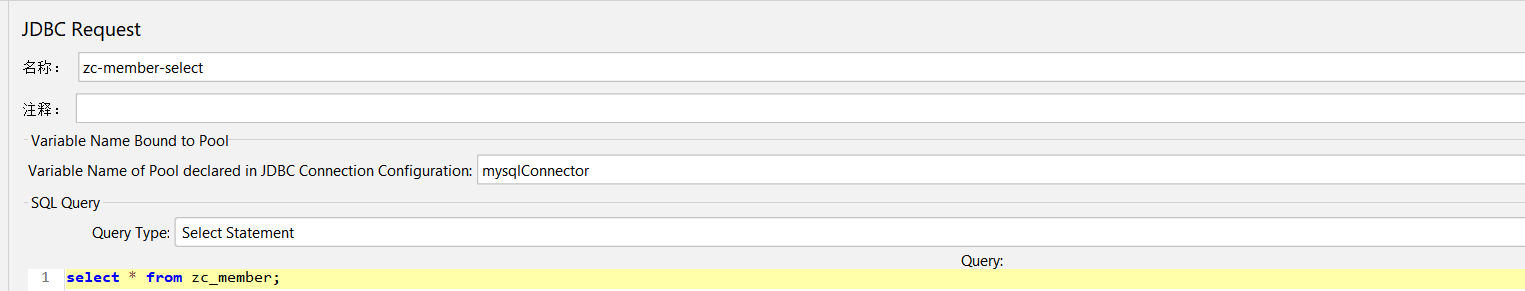 JDBC Request
名称： zc-member-select
注释：
Variable Name Bound to Pool
Variable Name of Pool declared in JDBC Connection Configuration: mysqlConnector
SQL Query
Query Type: Select Statement
Query:
1 select * from zc_member;